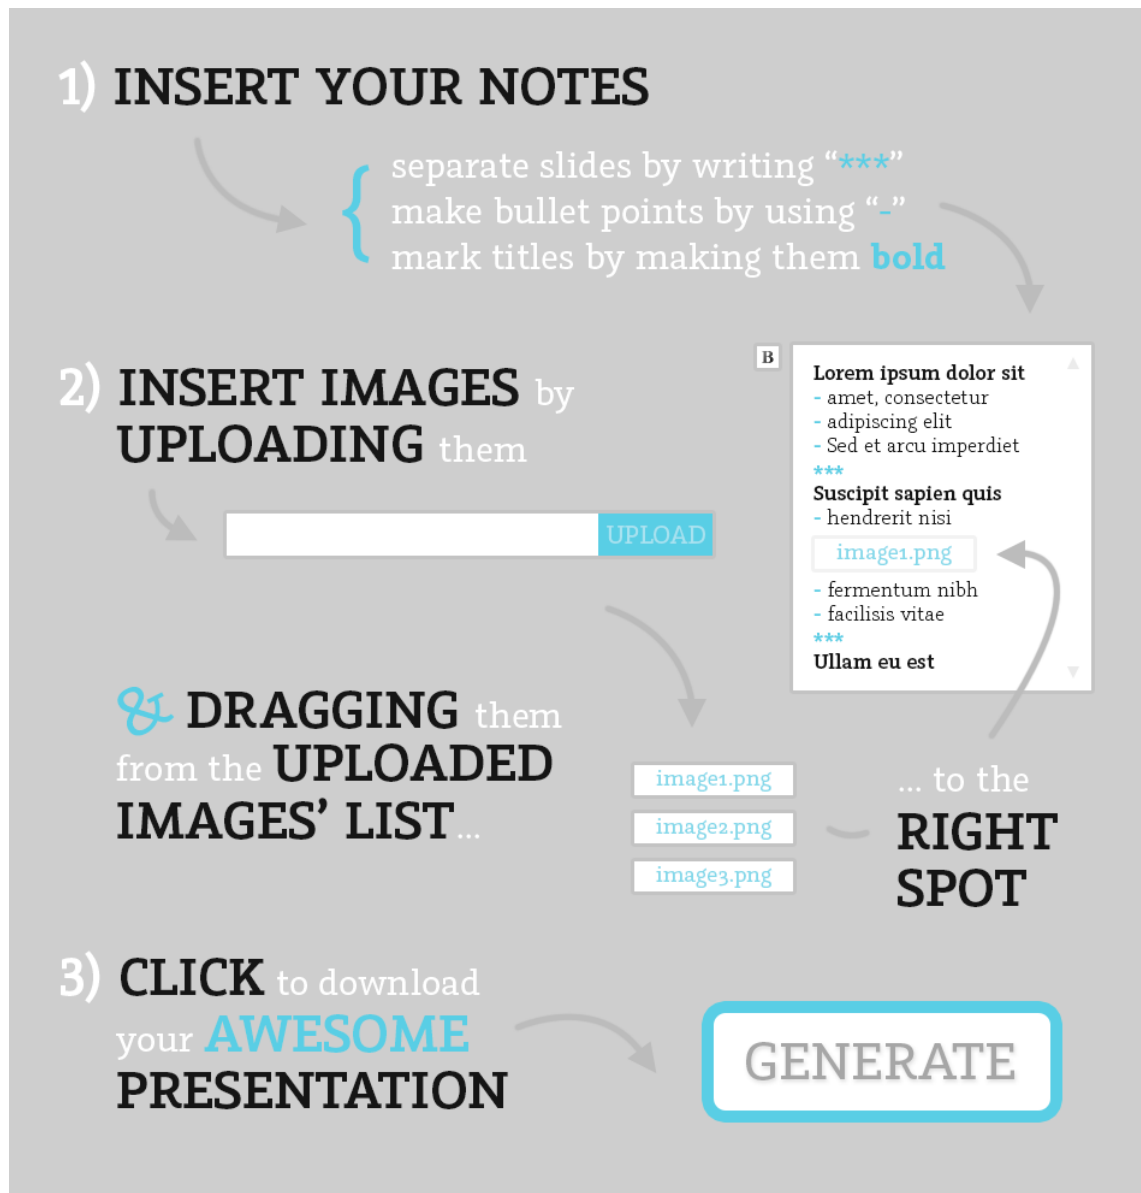 1) INSERT YOUR NOTES
separate slides by writing “***”
make bullet points by using “-”
mark titles by making them bold
2) INSERT IMAGES by
UPLOADING them
UPLOAD
B
Lorem ipsum dolor sit
- amet, consectetur
- adipiscing elit
- Sed et arcu imperdiet
***
Suscipit sapien quis
- hendrerit nisi
image1.png
- fermentum nibh
- facilisis vitae
***
Ullam eu est
& DRAGGING them
from the UPLOADED
IMAGES’ LIST...
image1.png
image2.png
image3.png
... to the
RIGHT
SPOT
3) CLICK to download
your AWESOME
PRESENTATION
GENERATE